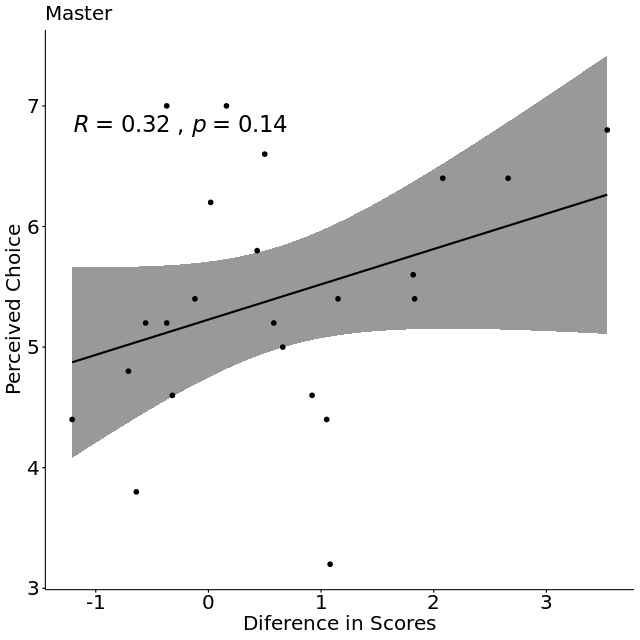 Master
R = 0.32 , p = 0.14
Perceived Choice
7
6
5
4
3
-1 0 1 2 3
Diference in Scores